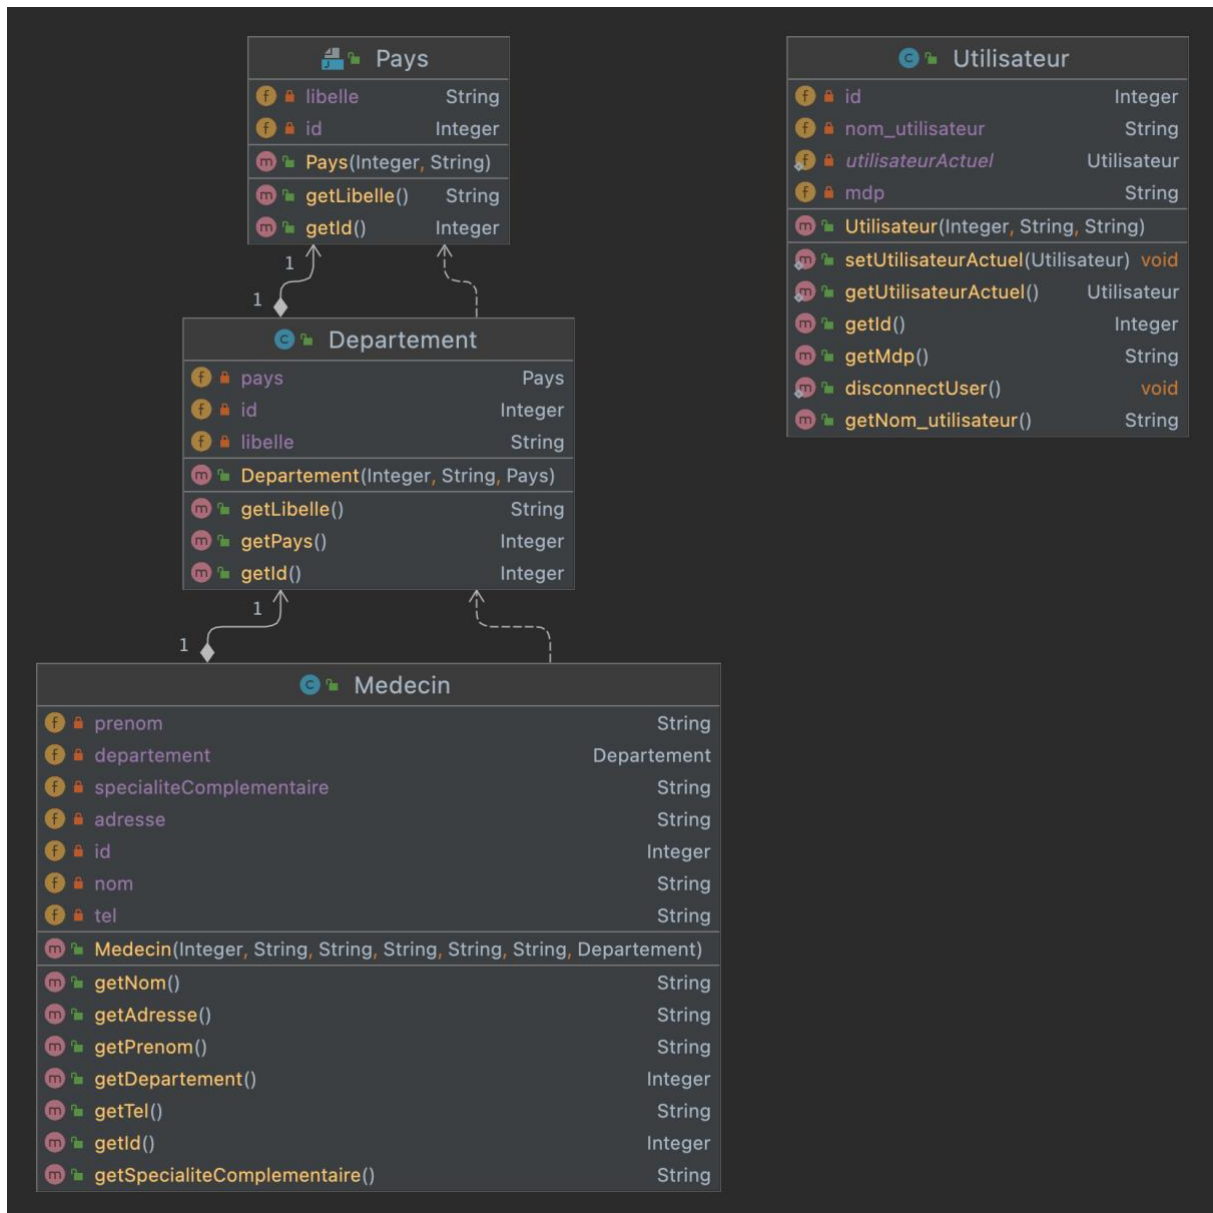 Pays
libelle String
id Integer
Pays(Integer, String)
getLibelle() String
getId() Integer
1
1
Departement
pays Pays
id Integer
libelle String
Departement(Integer, String, Pays)
getLibelle() String
getPays() Integer
getId() Integer
1
1
Medecin
prenom String
departement Departement
specialiteComplementaire String
adresse String
id Integer
nom String
tel String
Medecin(Integer, String, String, String, String, String, Departement)
getNom() String
getAdresse() String
getPrenom() String
getDepartement() Integer
getTel() String
getId() Integer
getSpecialiteComplementaire() String
Utilisateur
id Integer
nom_utilisateur String
utilisateurActuel Utilisateur
mdp String
Utilisateur(Integer, String, String)
setUtilisateurActuel(Utilisateur) void
getUtilisateurActuel() Utilisateur
getId() Integer
getMdp() String
disconnectUser() void
getNom_utilisateur() String